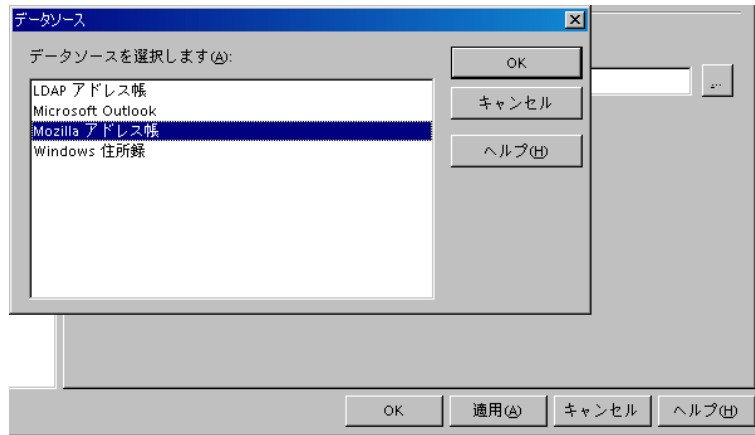 データソース
データソースを選択します(A):
LDAP アドレス帳
Microsoft Outlook
Mozilla アドレス帳
Windows 住所録
OK
キャンセル
ヘルプ(H)
...
OK
適用(A)
キャンセル
ヘルプ(H)